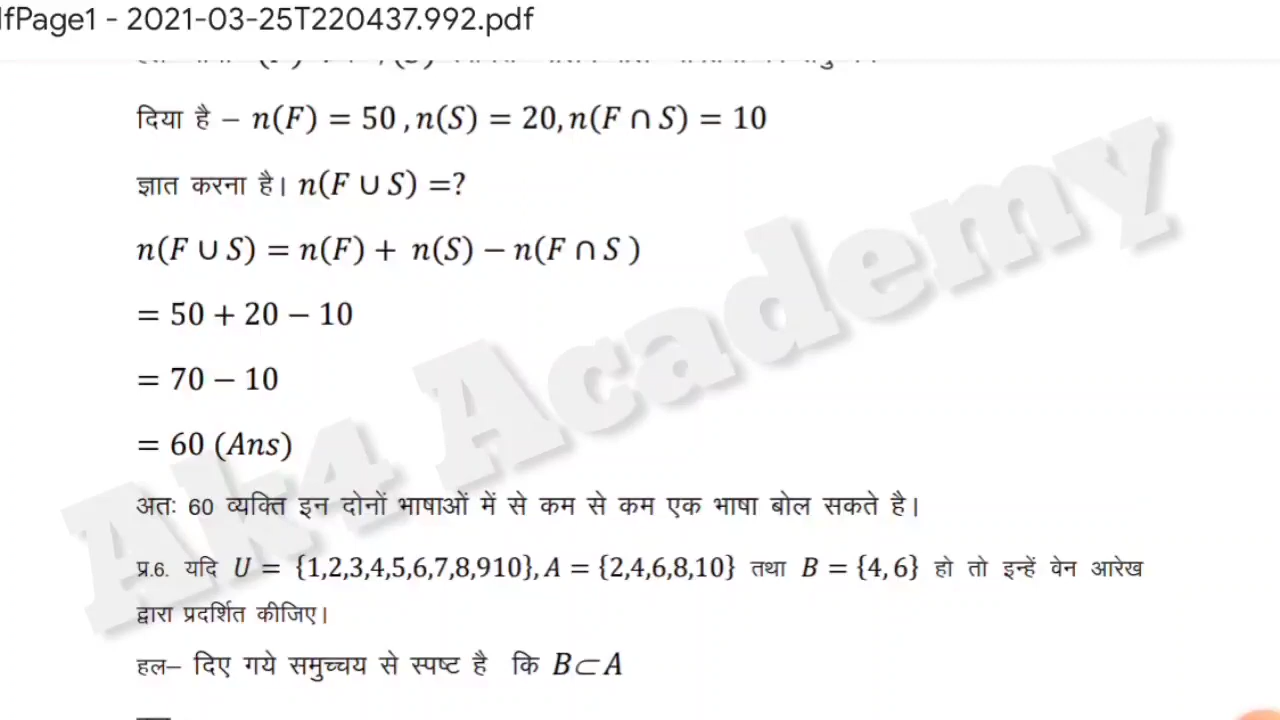 lfPage1 - 2021-03-25T220437.992.pdf
दिया है – n(F) = 50 , n(S) = 20, n(F ∩ S) = 10
ज्ञात करना है। n(F ∪ S) =?
n(F ∪ S) = n(F) + n(S) − n(F ∩ S )
= 50 + 20 − 10
= 70 − 10
= 60 (Ans)
अतः 60 व्यक्ति इन दोनों भाषाओं में से कम से कम एक भाषा बोल सकते है।
प्र.6. यदि U = {1,2,3,4,5,6,7,8,910}, A = {2,4,6,8,10} तथा B = {4, 6} हो तो इन्हें वेन आरेख
द्वारा प्रदर्शित कीजिए।
हल– दिए गये समुच्चय से स्पष्ट है कि B⊂A
Ak4 Academy